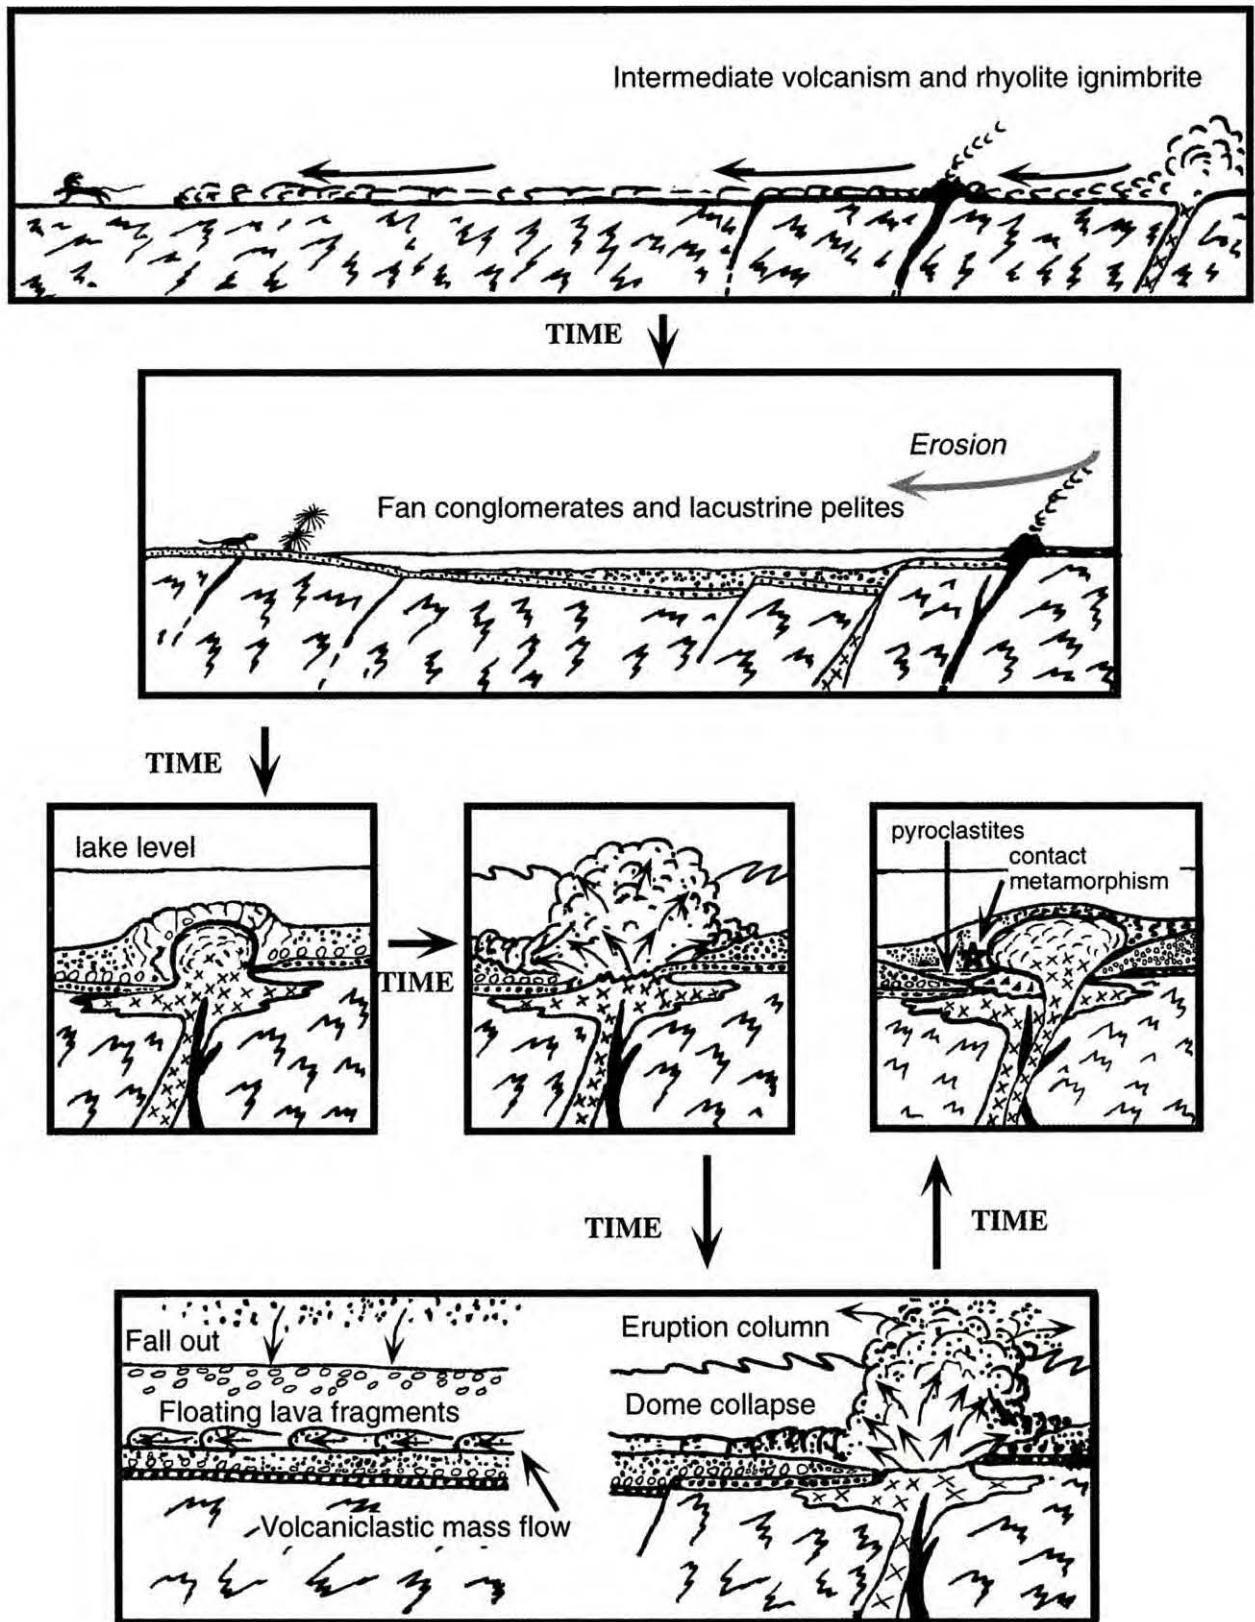 Intermediate volcanism and rhyolite ignimbrite
TIME
Erosion
Fan conglomerates and lacustrine pelites
TIME
lake level
TIME
pyroclastites
contact
metamorphism
TIME
TIME
Fall out
Floating lava fragments
Volcaniclastic mass flow
Eruption column
Dome collapse